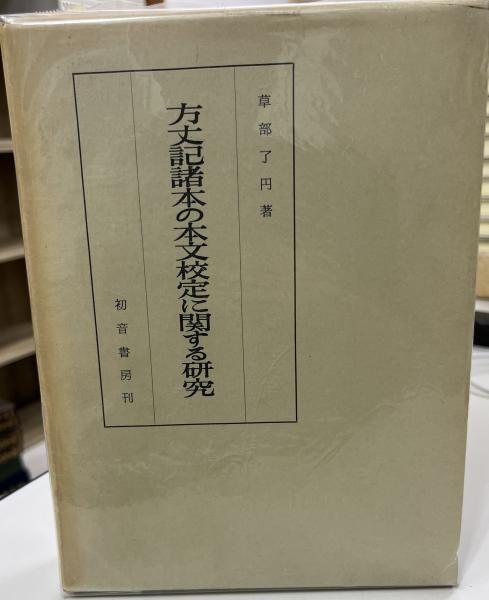 草部了円著
方丈記諸本の本文校定に関する研究
初音書房刊